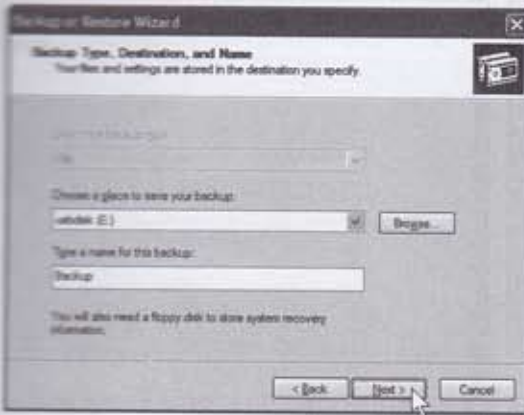 Backup or Restore Wizard
Backup Type, Destination, and Name
Your files and settings are stored in the destination you specify.
File
Choose a place to save your backup:
(E:)
Browse...
Type a name for this backup:
Backup
You will also need a floppy disk to store system recovery
information.
< Back
Next >
Cancel